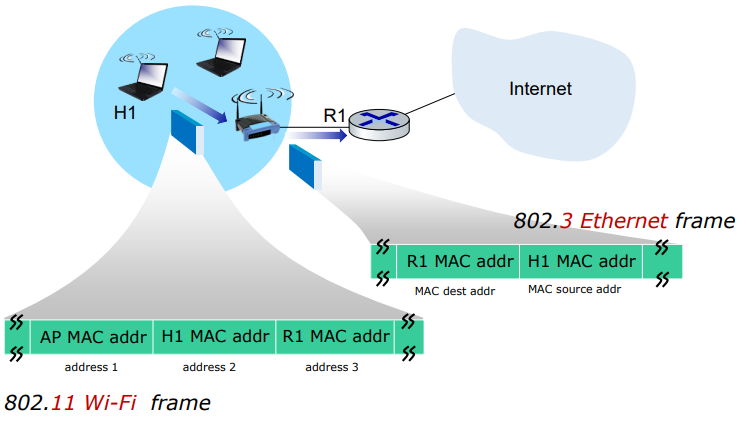 H1
R1
Internet
802.3 Ethernet frame
R1 MAC addr
H1 MAC addr
MAC dest addr
MAC source addr
AP MAC addr
H1 MAC addr
R1 MAC addr
address 1
address 2
address 3
802.11 Wi-Fi frame